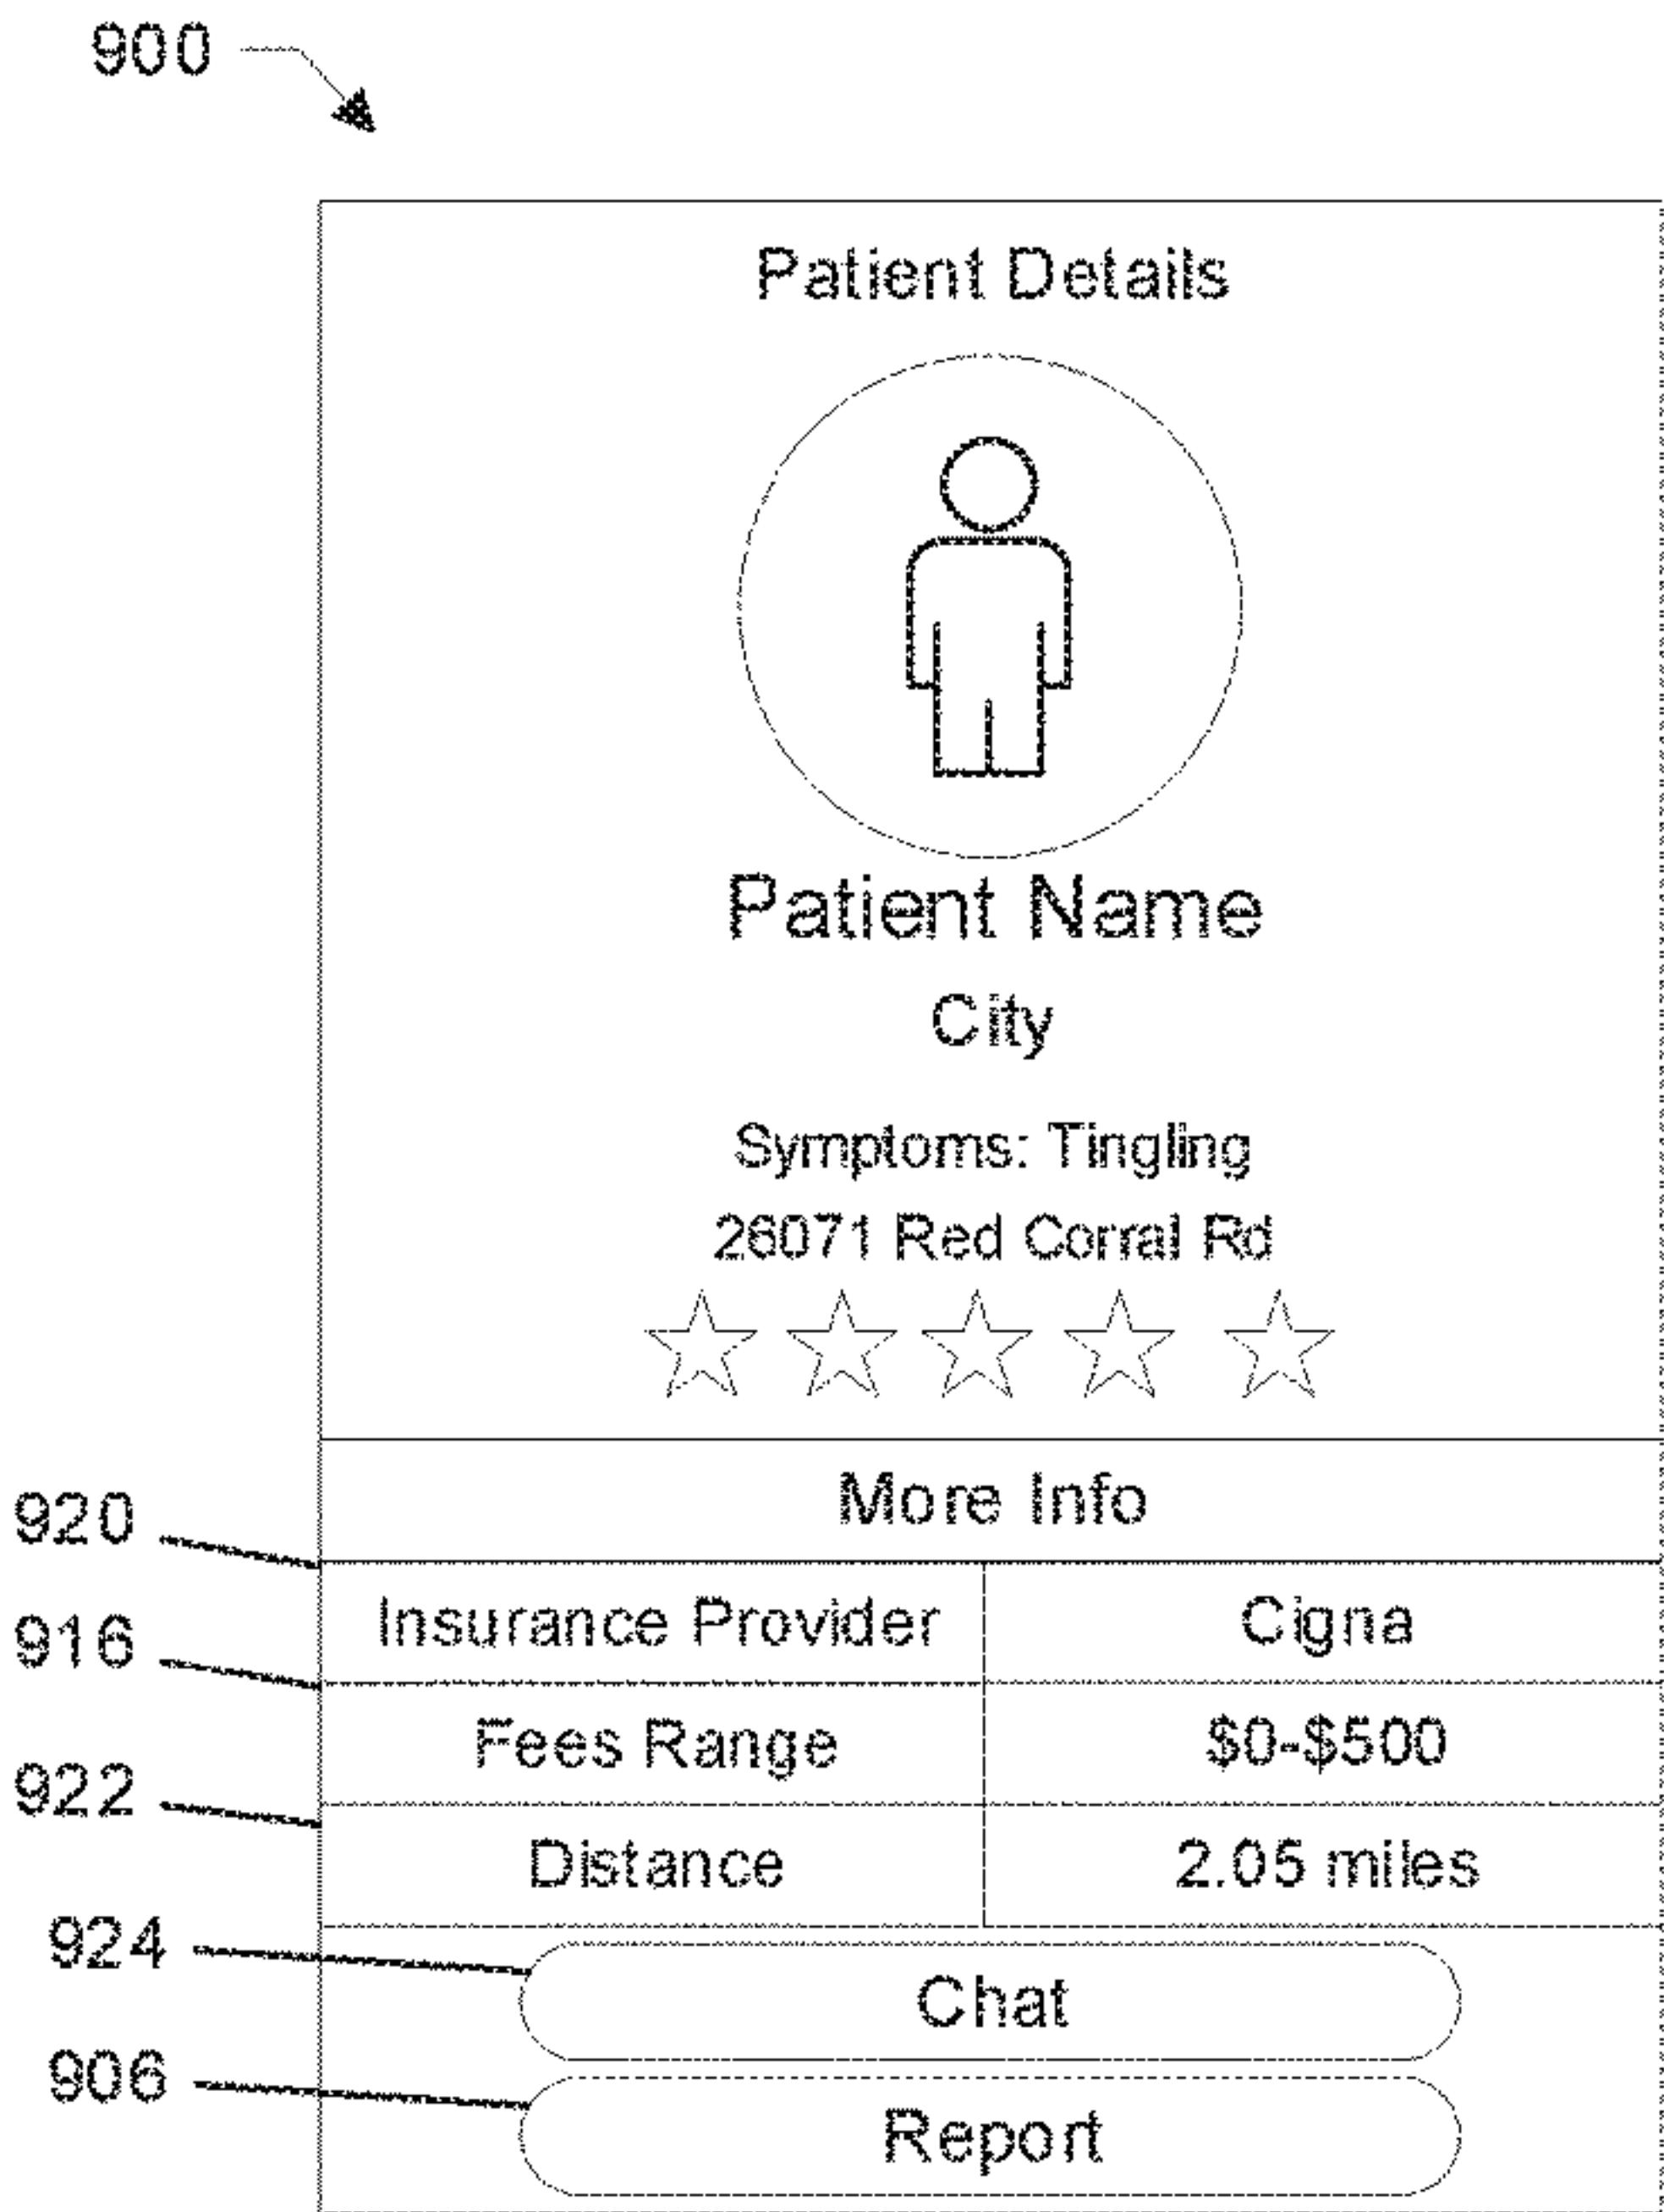 900
Patient Details
Patient Name
City
Symptoms: Tingling
26071 Red Corral Rd
More Info
920
Insurance Provider Cigna
916
Fees Range $0-$500
922
Distance 2.05 miles
924
Chat
906
Report